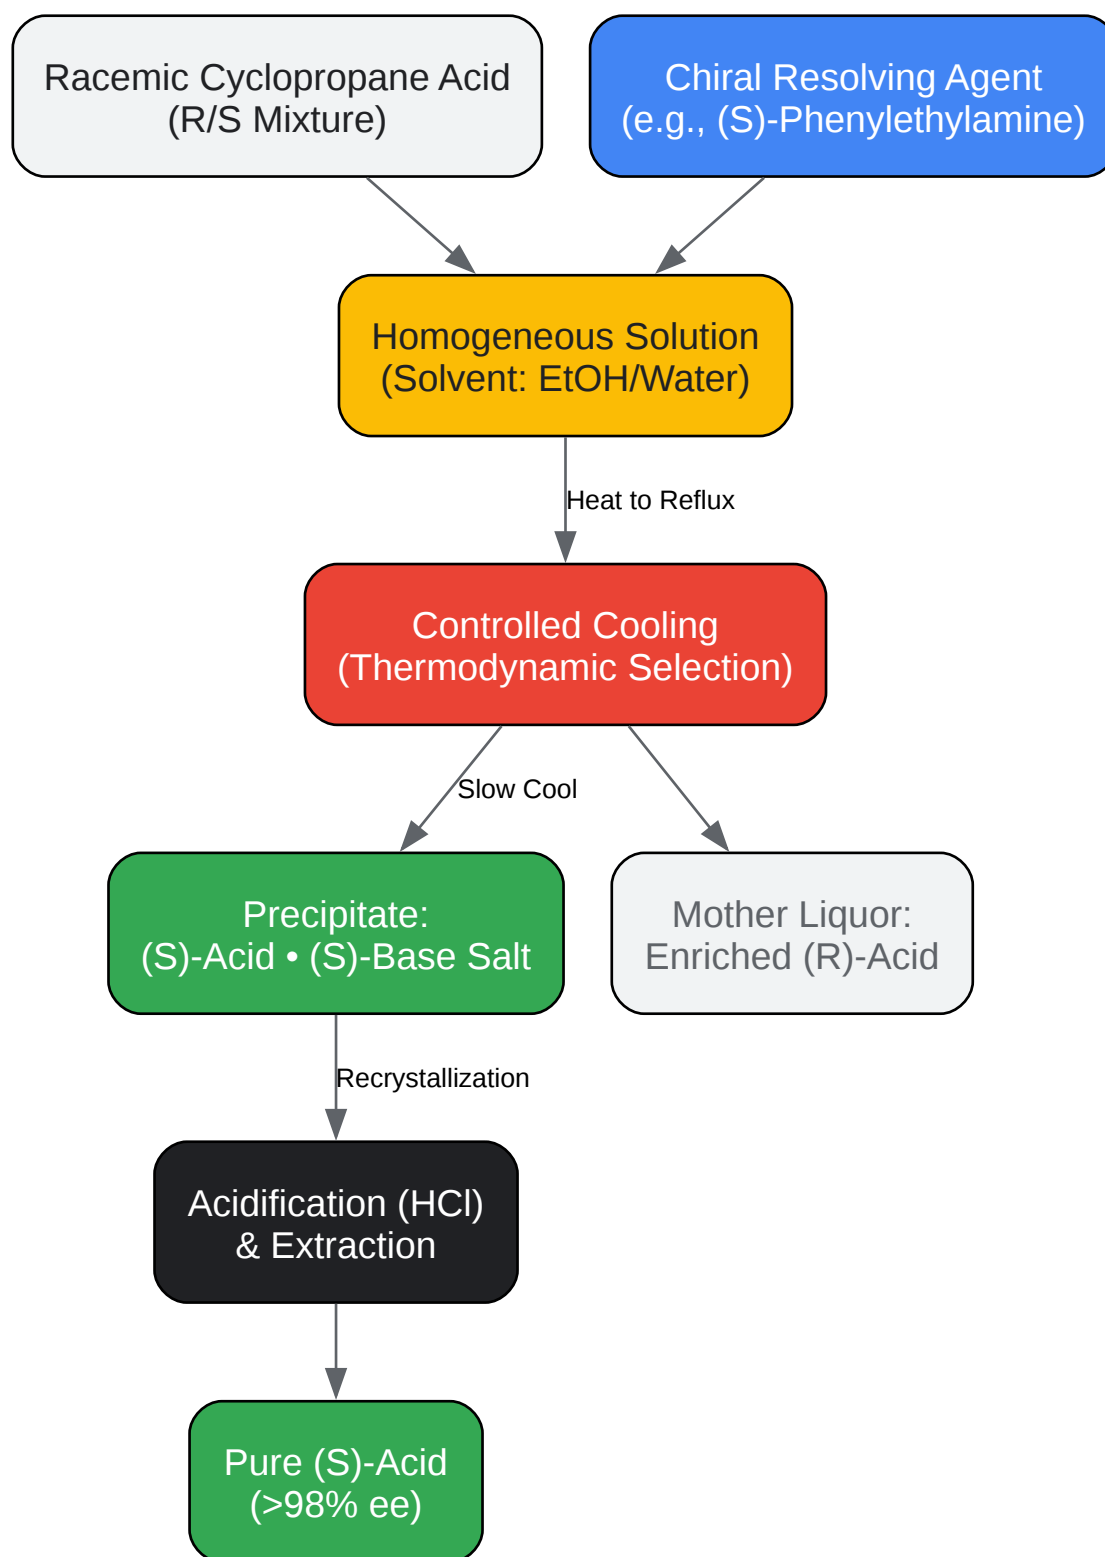 Racemic Cyclopropane Acid
(R/S Mixture)
Chiral Resolving Agent
(e.g., (S)-Phenylethylamine)
Homogeneous Solution
(Solvent: EtOH/Water)
Heat to Reflux
Controlled Cooling
(Thermodynamic Selection)
Slow Cool
Precipitate:
(S)-Acid • (S)-Base Salt
Mother Liquor:
Enriched (R)-Acid
Recrystallization
Acidification (HCl)
& Extraction
Pure (S)-Acid
(>98% ee)